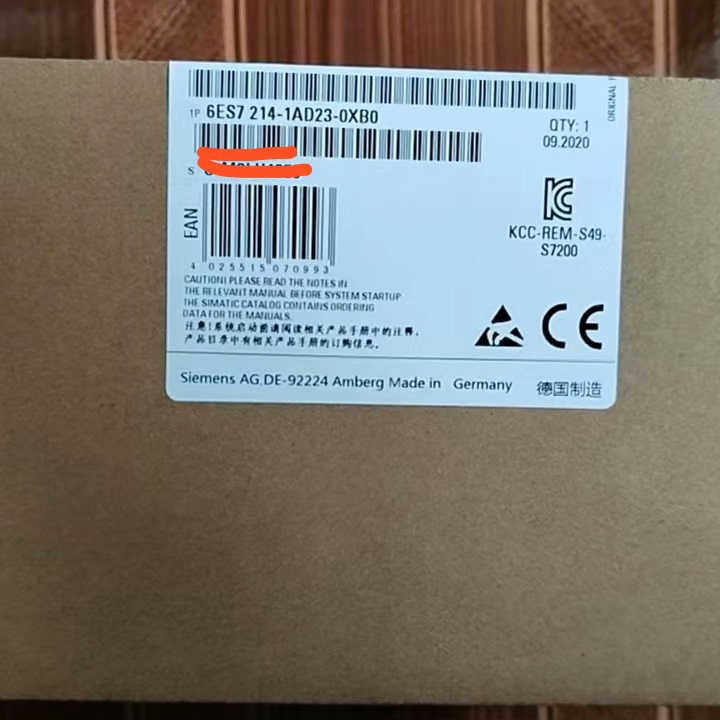 1P 6ES7 214-1AD23-0XB0
QTY: 1
09.2020
ORIGINAL
S
EAN
4 025515 070993
KCC-REM-S49-
S7200
CAUTION! PLEASE READ THE NOTES IN
THE RELEVANT MANUAL BEFORE SYSTEM STARTUP
THE SIMATIC CATALOG CONTAINS ORDERING
DATA FOR THE MANUALS.
注意!系统启动前请阅读相关产品手册中的注释,
产品目录中有相关手册的订购信息。
CE
Siemens AG,DE-92224 Amberg Made in Germany 德国制造